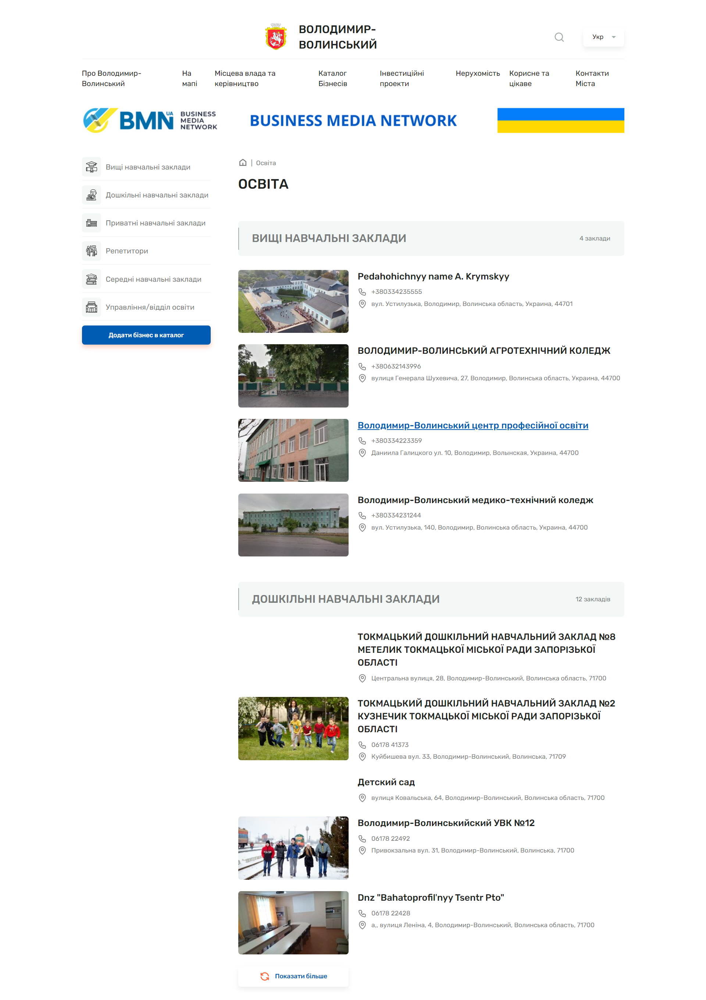 ВОЛОДИМИР-
ВОЛИНСЬКИЙ
Укр
Про Володимир-
Волинський
На
мапі
Місцева влада та
керівництво
Каталог
Бізнесів
Інвестиційні
проекти
Нерухомість
Корисне та
цікаве
Контакти
Міста
BMN UA
BUSINESS
MEDIA
NETWORK
BUSINESS MEDIA NETWORK
Вищі навчальні заклади
Дошкільні навчальні заклади
Приватні навчальні заклади
Репетитори
Середні навчальні заклади
Управління/відділ освіти
Додати бізнес в каталог
| Освіта
ОСВІТА
ВИЩІ НАВЧАЛЬНІ ЗАКЛАДИ
4 заклади
Pedahohichnyy name A. Krymskyy
+380334235555
вул. Устилузька, Володимир, Волинська область, Украина, 44701
ВОЛОДИМИР-ВОЛИНСЬКИЙ АГРОТЕХНІЧНИЙ КОЛЕДЖ
+380632143996
вулиця Генерала Шухевича, 27, Володимир, Волинська область, Украина, 44700
Володимир-Волинський центр професійної освіти
+380334223359
Даниила Галицкого ул. 10, Володимир, Волынская, Украина, 44700
Володимир-Волинський медико-технічний коледж
+380334231244
вул. Устилузька, 140, Володимир, Волинська область, Украина, 44700
ДОШКІЛЬНІ НАВЧАЛЬНІ ЗАКЛАДИ
12 закладів
ТОКМАЦЬКИЙ ДОШКІЛЬНИЙ НАВЧАЛЬНИЙ ЗАКЛАД №8
МЕТЕЛИК ТОКМАЦЬКОЇ МІСЬКОЇ РАДИ ЗАПОРІЗЬКОЇ
ОБЛАСТІ
Центральна вулиця, 28, Володимир-Волинський, Волинська область, 71700
ТОКМАЦЬКИЙ ДОШКІЛЬНИЙ НАВЧАЛЬНИЙ ЗАКЛАД №2
КУЗНЕЧИК ТОКМАЦЬКОЇ МІСЬКОЇ РАДИ ЗАПОРІЗЬКОЇ
ОБЛАСТІ
06178 41373
Куйбишева вул. 33, Володимир-Волинський, Волинська, 71709
Детский сад
вулиця Ковальська, 64, Володимир-Волинський, Волинська область, 71700
Володимир-Волинськийский УВК №12
06178 22492
Привокзальна вул. 31, Володимир-Волинський, Волинська, 71700
Dnz "Bahatoprofil'nyy Tsentr Pto"
06178 22428
а,, вулиця Леніна, 4, Володимир-Волинський, Волинська область, 71700
Показати більше